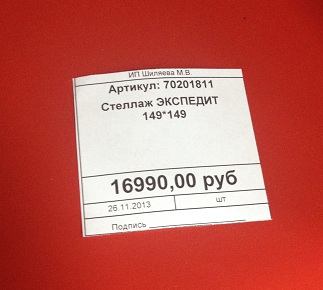 ИП Шиляева М.В.
Артикул: 70201811
Стеллаж ЭКСПЕДИТ
149*149
16990,00 руб
26.11.2013 шт
Подпись